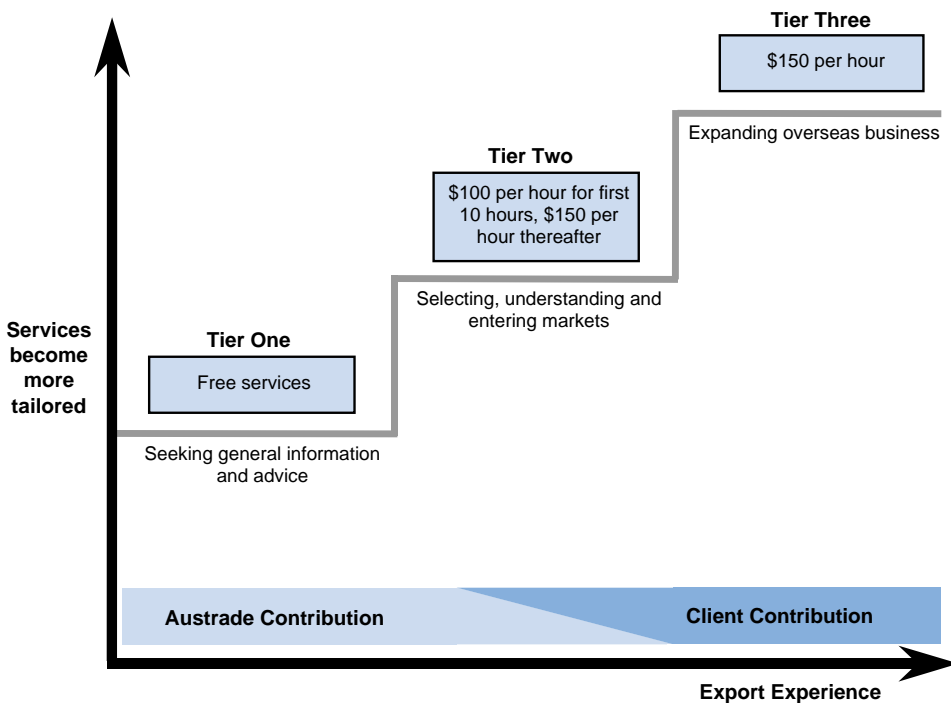 Tier Three
$150 per hour
Expanding overseas business
Tier Two
$100 per hour for first
10 hours, $150 per
hour thereafter
Selecting, understanding and
entering markets
Services
become
more
tailored
Tier One
Free services
Seeking general information
and advice
Austrade Contribution
Client Contribution
Export Experience